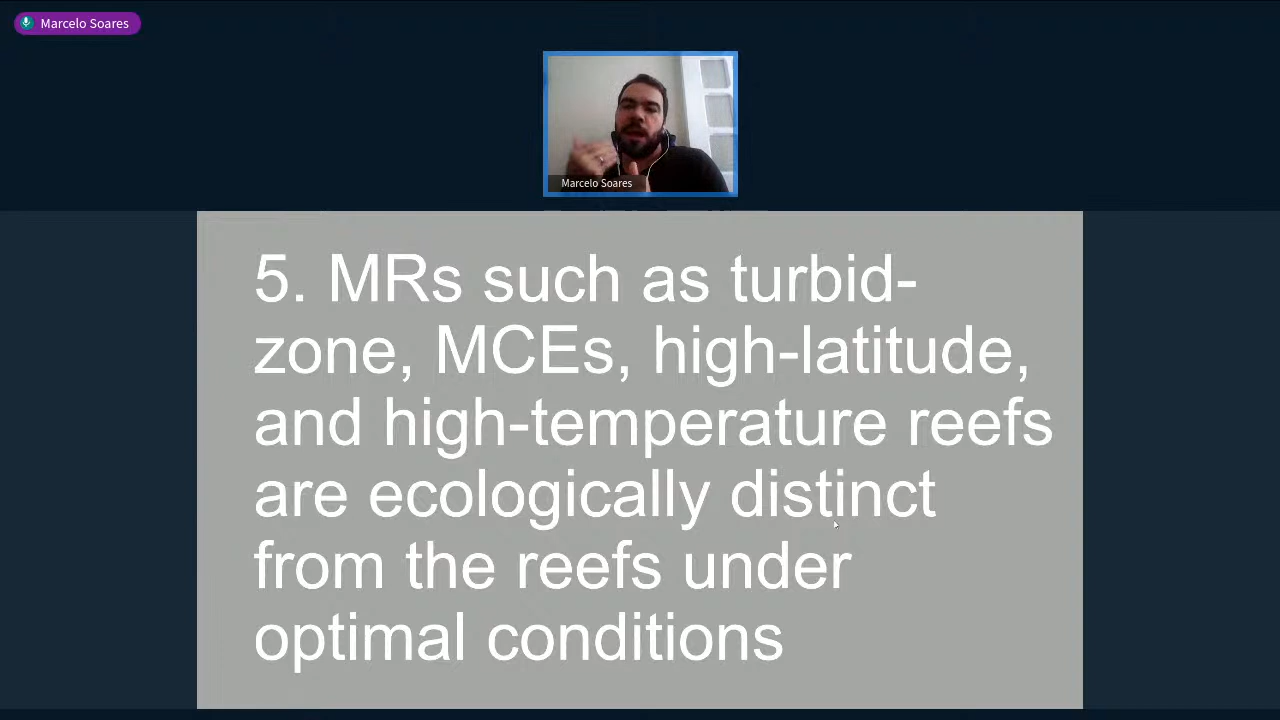 Marcelo Soares
Marcelo Soares
5. MRs such as turbid-
zone, MCEs, high-latitude,
and high-temperature reefs
are ecologically distinct
from the reefs under
optimal conditions